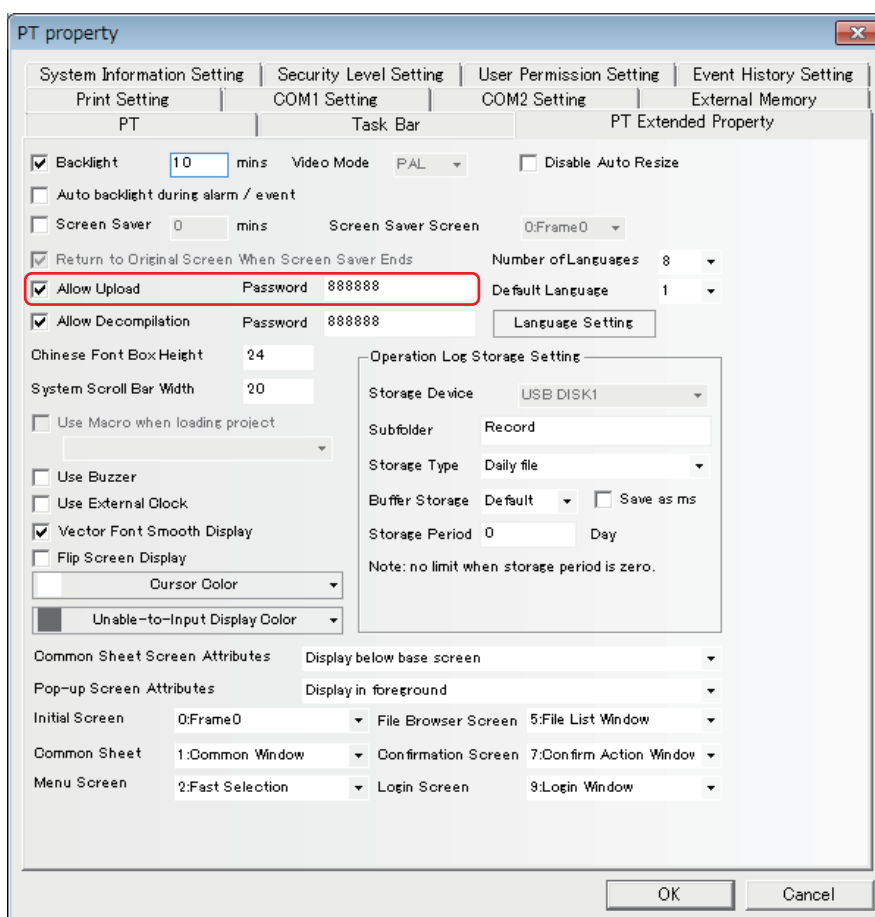 PT property
System Information Setting Security Level Setting User Permission Setting Event History Setting
Print Setting COM1 Setting COM2 Setting External Memory
PT Task Bar PT Extended Property
Backlight 10 mins Video Mode PAL Disable Auto Resize
Auto backlight during alarm / event
Screen Saver 0 mins Screen Saver Screen 0:Frame0
Return to Original Screen When Screen Saver Ends Number of Languages 8
Allow Upload Password 888888 Default Language 1
Allow Decompilation Password 888888 Language Setting
Chinese Font Box Height 24 Operation Log Storage Setting
System Scroll Bar Width 20 Storage Device USB DISK1
Use Macro when loading project Subfolder Record
Storage Type Daily file
Use Buzzer
Use External Clock Buffer Storage Default Save as ms
Vector Font Smooth Display Storage Period 0 Day
Flip Screen Display Note: no limit when storage period is zero.
Cursor Color
Unable-to-Input Display Color
Common Sheet Screen Attributes Display below base screen
Pop-up Screen Attributes Display in foreground
Initial Screen 0:Frame0 File Browser Screen 5:File List Window
Common Sheet 1:Common Window Confirmation Screen 7:Confirm Action Window
Menu Screen 2:Fast Selection Login Screen 9:Login Window
OK Cancel